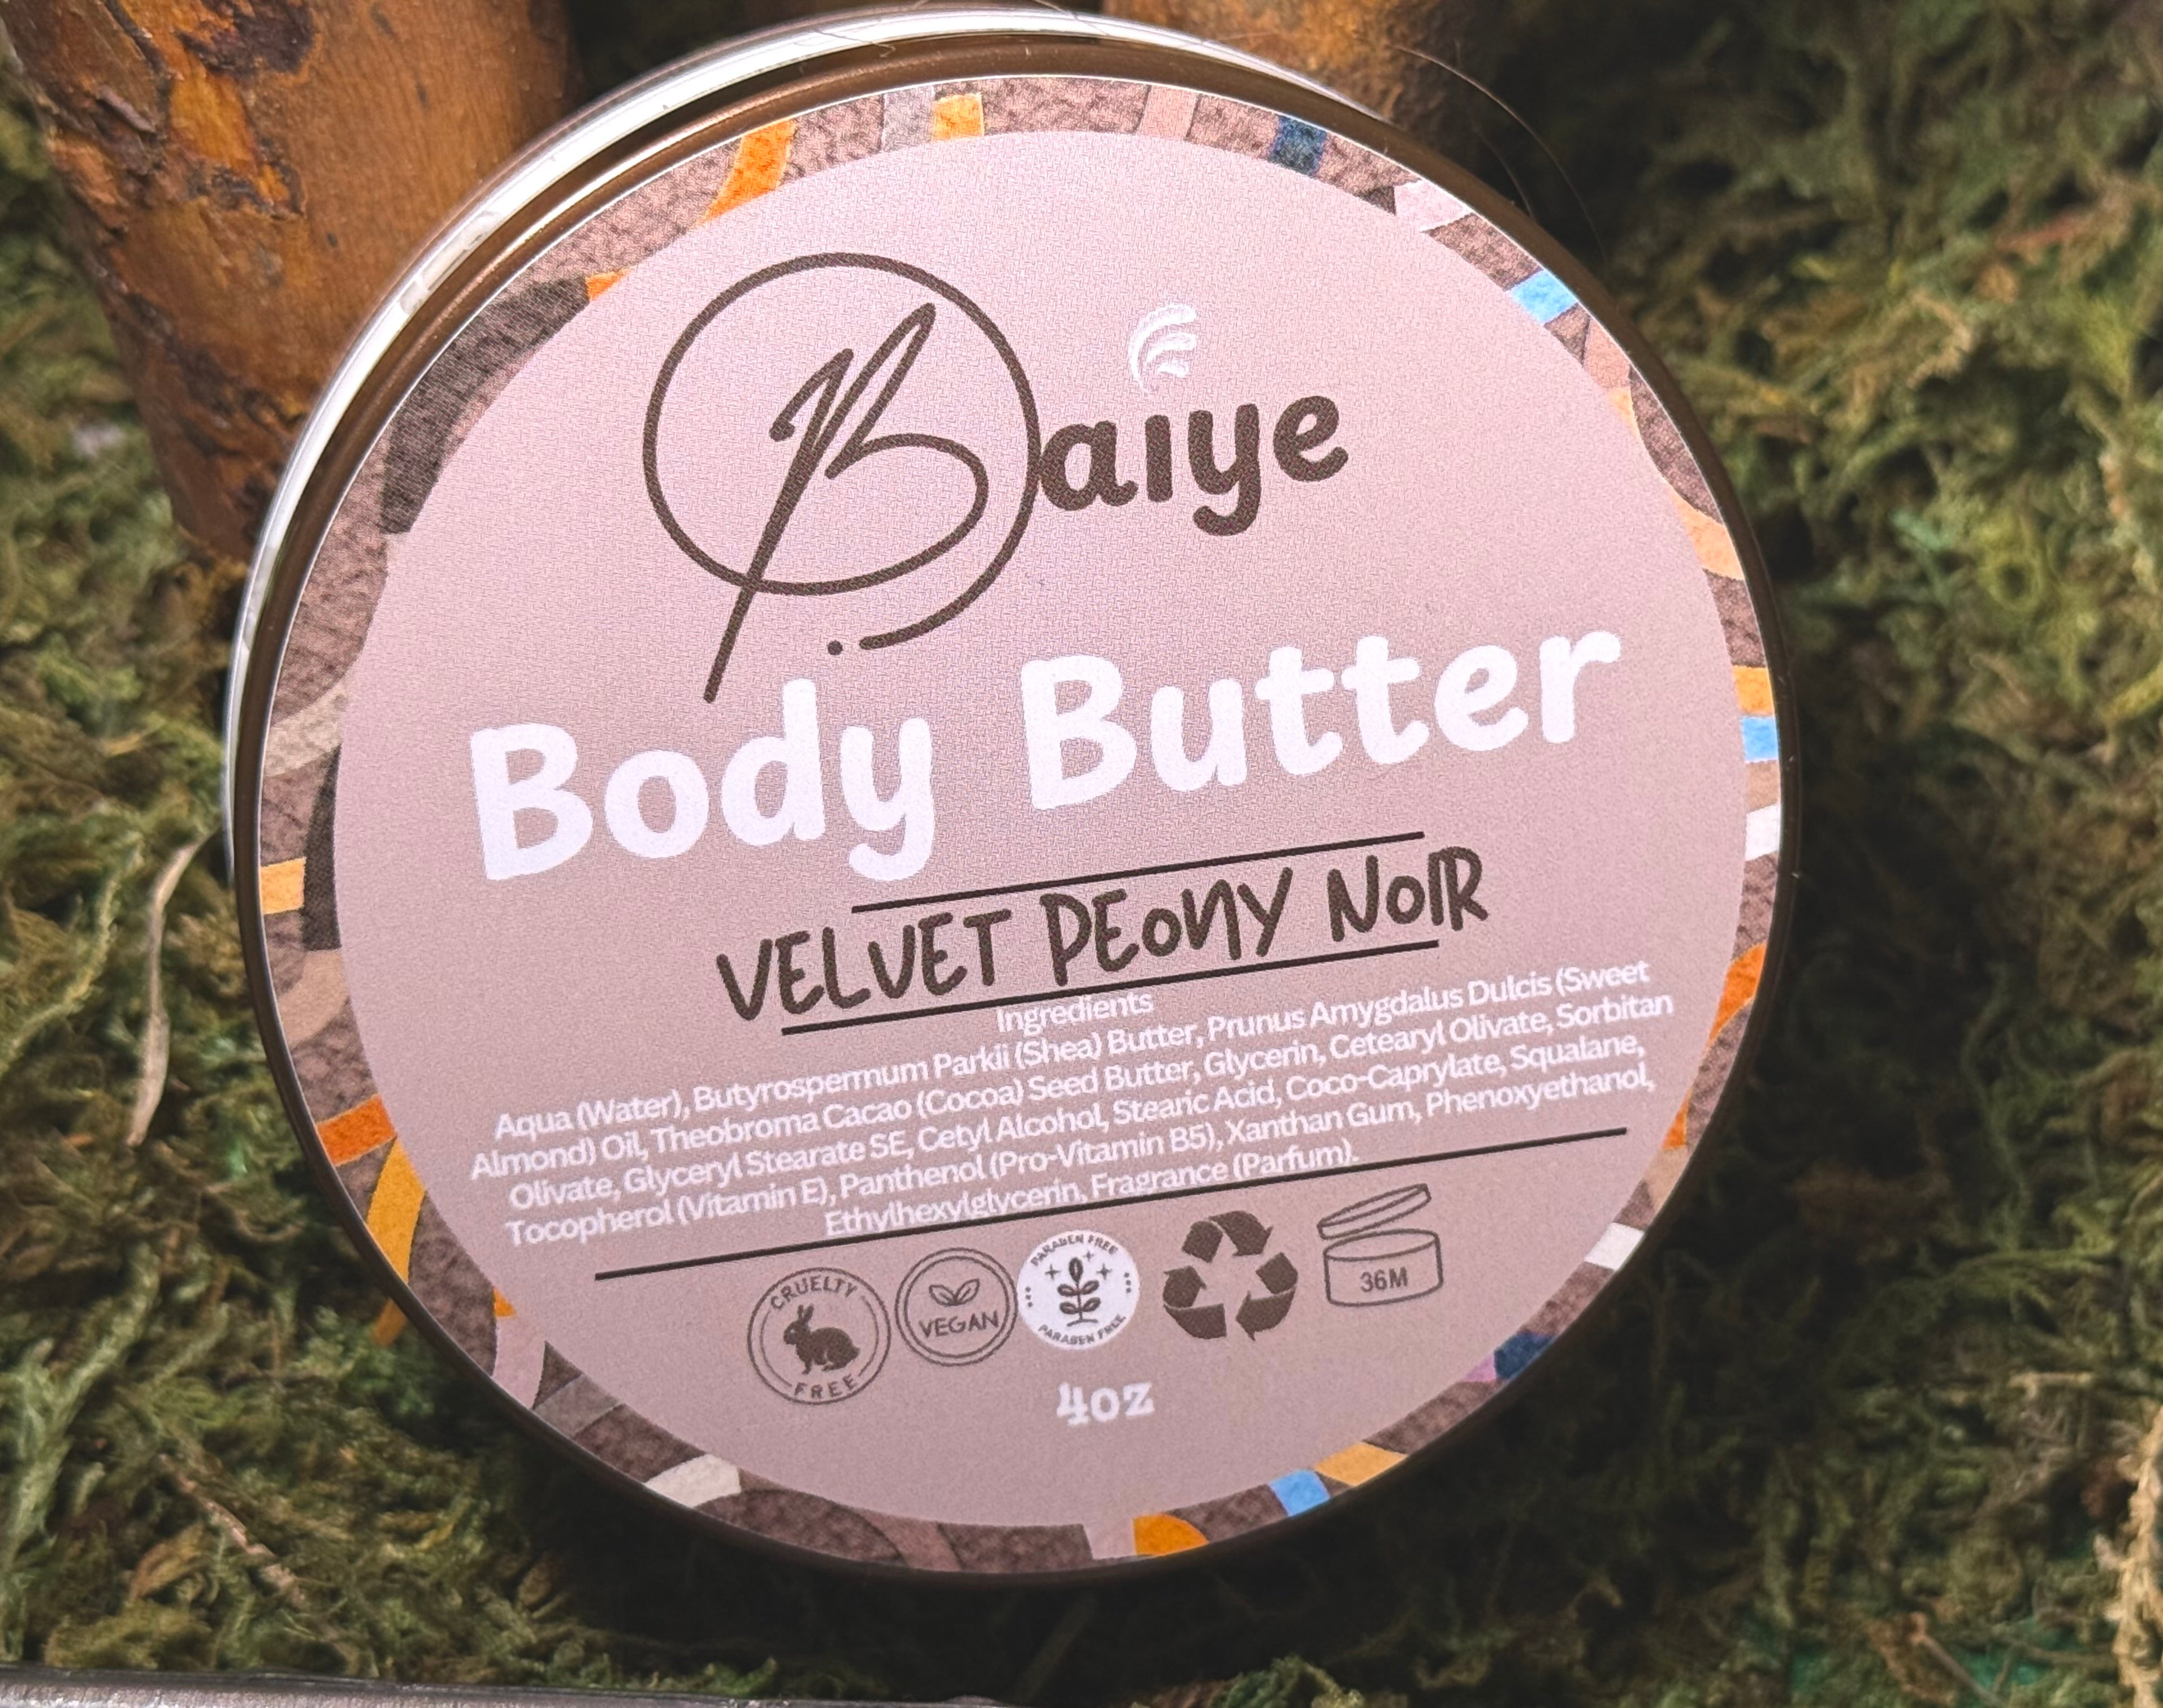 Baiye
Body Butter
VELVET PEONY NOIR
Ingredients
Aqua (Water), Butyrospermum Parkii (Shea) Butter, Prunus Amygdalus Dulcis (Sweet
Almond) Oil, Theobroma Cacao (Cocoa) Seed Butter, Glycerin, Cetearyl Olivate, Sorbitan
Olivate, Glyceryl Stearate SE, Cetyl Alcohol, Stearic Acid, Coco-Caprylate, Squalane,
Tocopherol (Vitamin E), Panthenol (Pro-Vitamin B5), Xanthan Gum, Phenoxyethanol,
Ethylhexylglycerin, Fragrance (Parfum).
CRUELTY
FREE
VEGAN
PARABEN FREE
PARABEN FREE
36M
4oz